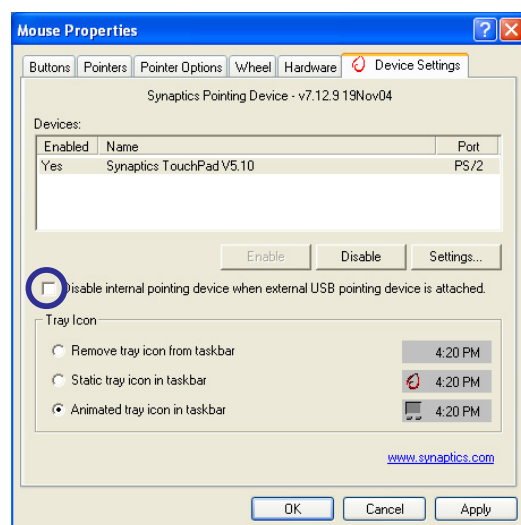 Mouse Properties
Buttons Pointers Pointer Options Wheel Hardware Device Settings
Synaptics Pointing Device - v7.12.9 19Nov04
Devices:
Enabled Name Port
Yes Synaptics TouchPad V5.10 PS/2
Enable Disable Settings...
Disable internal pointing device when external USB pointing device is attached.
Tray Icon
Remove tray icon from taskbar 4:20 PM
Static tray icon in taskbar 4:20 PM
Animated tray icon in taskbar 4:20 PM
www.synaptics.com
OK Cancel Apply